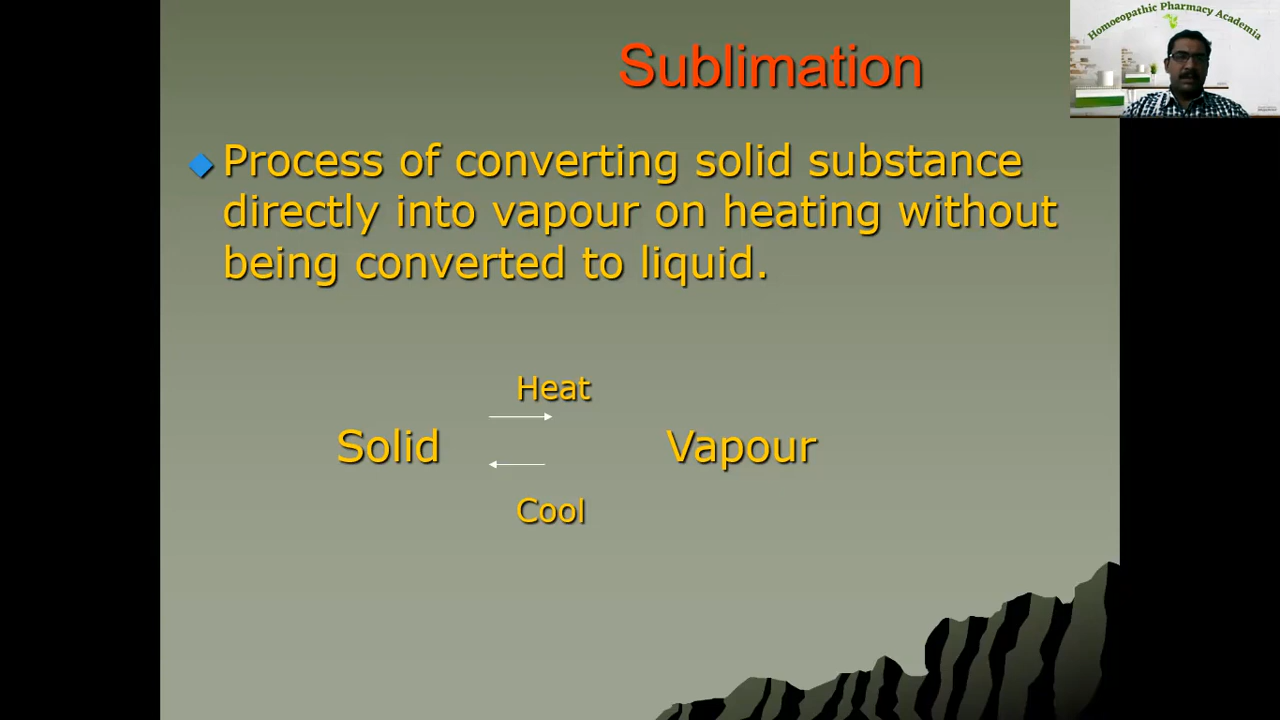 Homoeopathic Pharmacy Academia
Sublimation
Process of converting solid substance
directly into vapour on heating without
being converted to liquid.
Heat
Solid Vapour
Cool